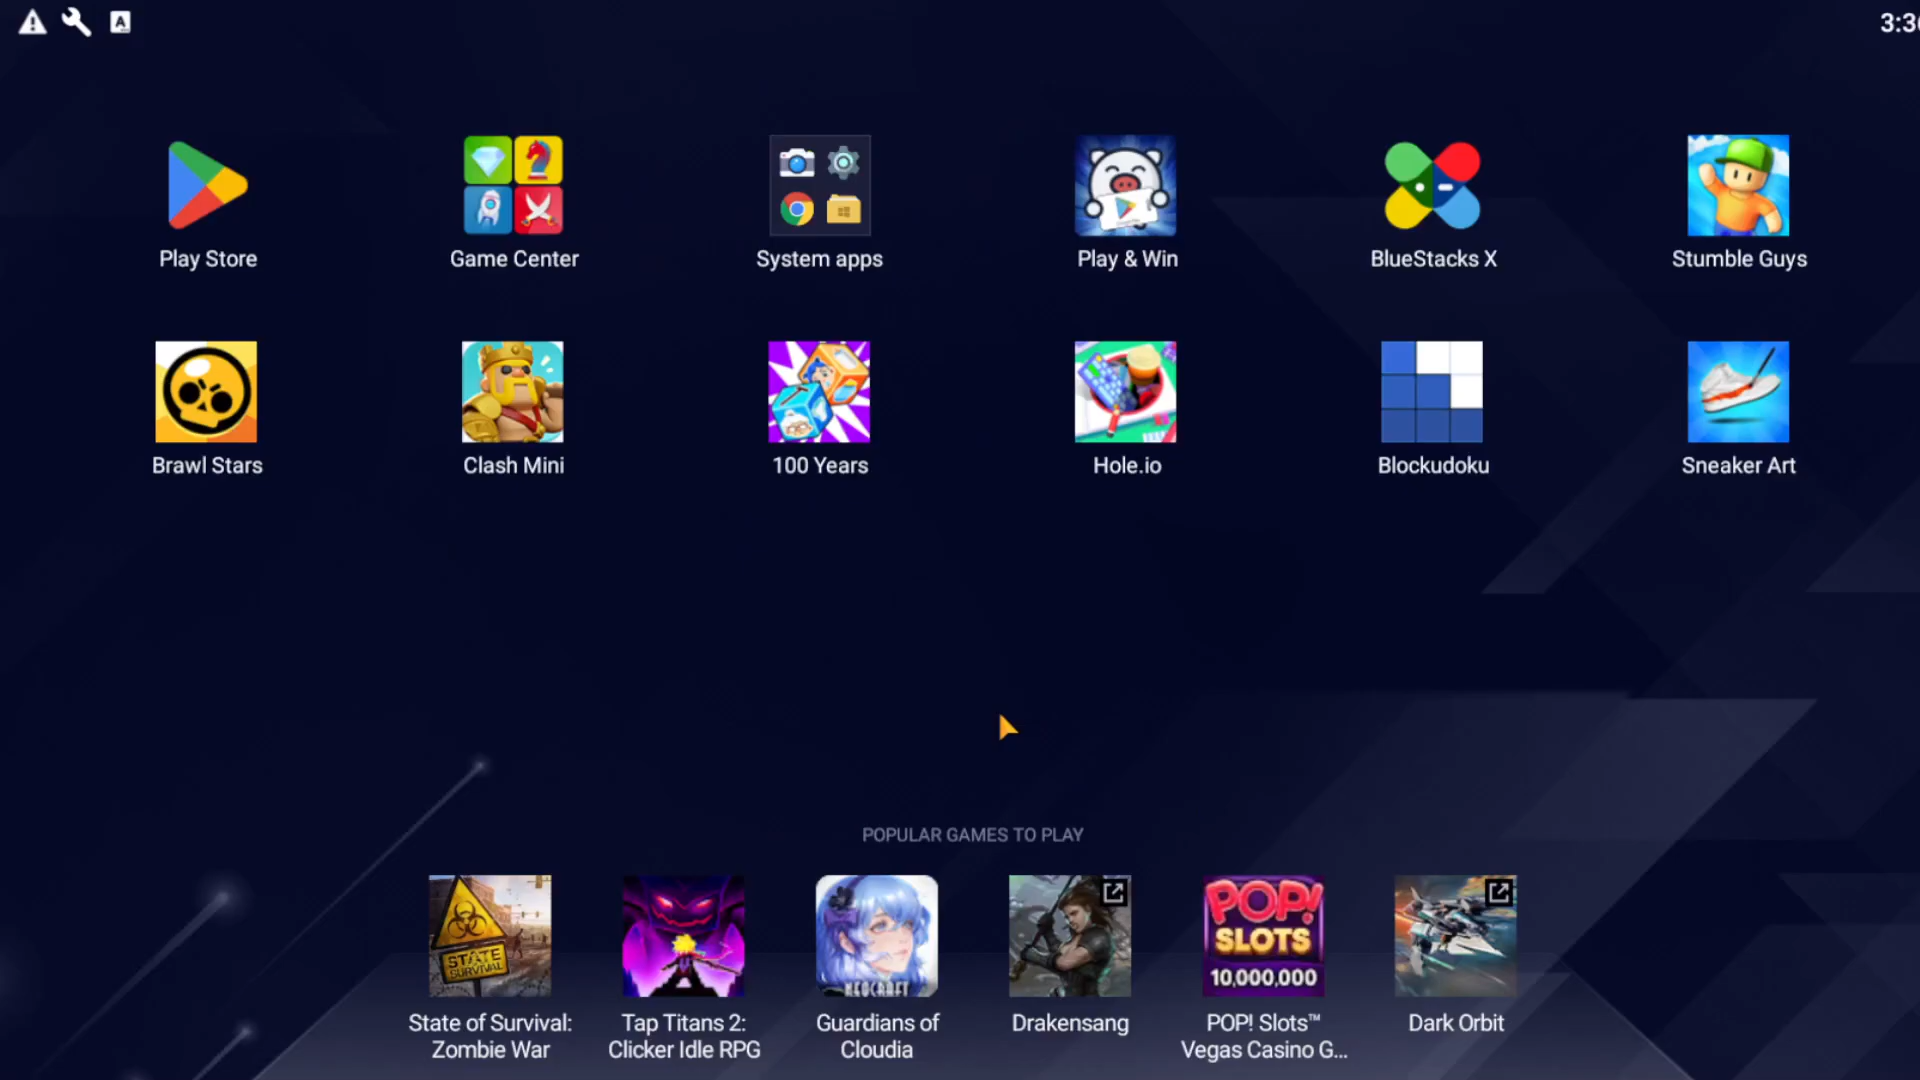 A
3:3
Play Store
Game Center
System apps
Play & Win
BlueStacks X
Stumble Guys
Brawl Stars
Clash Mini
100 Years
Hole.io
Blockudoku
Sneaker Art
POPULAR GAMES TO PLAY
STATE
SURVIVAL
NEOCRAFT
POP!
SLOTS
10,000,000
State of Survival:
Zombie War
Tap Titans 2:
Clicker Idle RPG
Guardians of
Cloudia
Drakensang
POP! Slots™
Vegas Casino G...
Dark Orbit